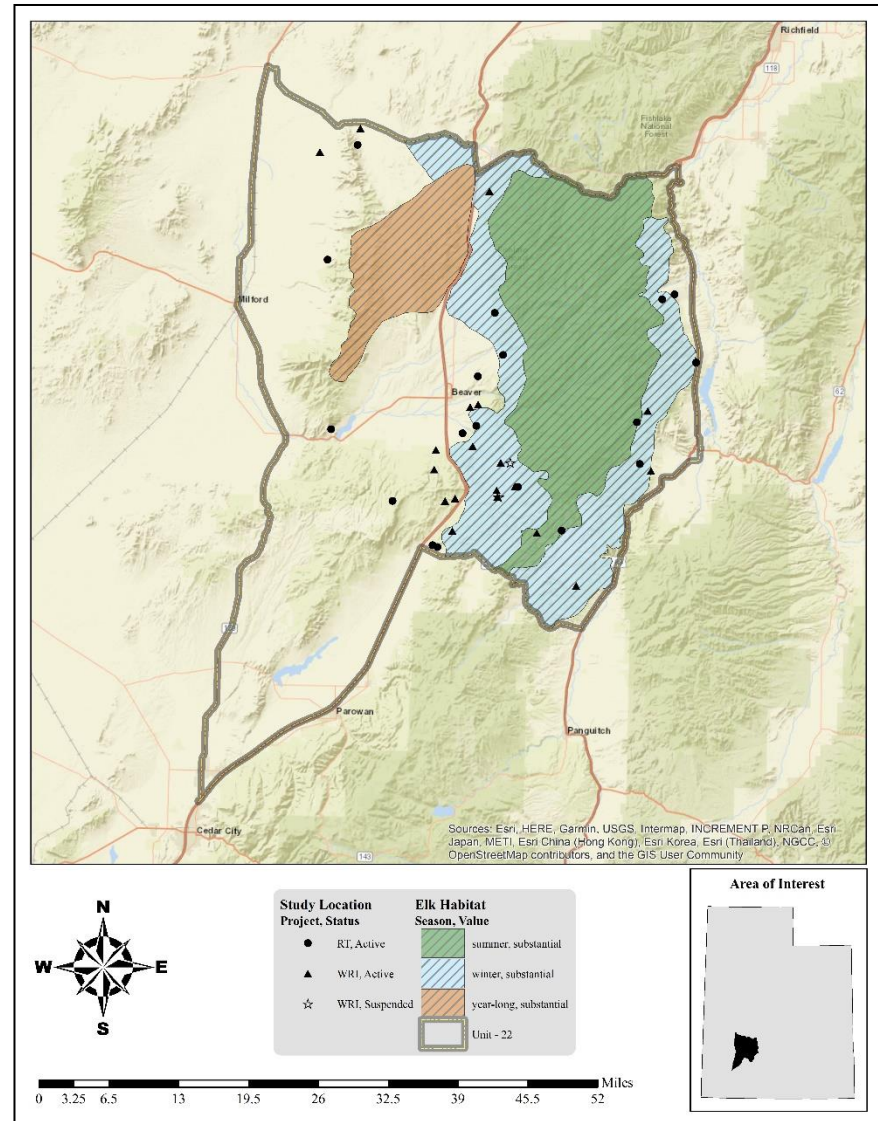 Richfield
118
Fishlake
National
Forest
Milford
Beaver
62
Parowan
Panguitch
Cedar City
143
Sources: Esri, HERE, Garmin, USGS, Intermap, INCREMENT P, NRCan, Esri
Japan, METI, Esri China (Hong Kong), Esri Korea, Esri (Thailand), NGCC, ©
OpenStreetMap contributors, and the GIS User Community
N
W E
S
Study Location
Project, Status
RT, Active
WRI, Active
WRI, Suspended
Elk Habitat
Season, Value
summer, substantial
winter, substantial
year-long, substantial
Unit - 22
Area of Interest
Miles
0 3.25 6.5 13 19.5 26 32.5 39 45.5 52